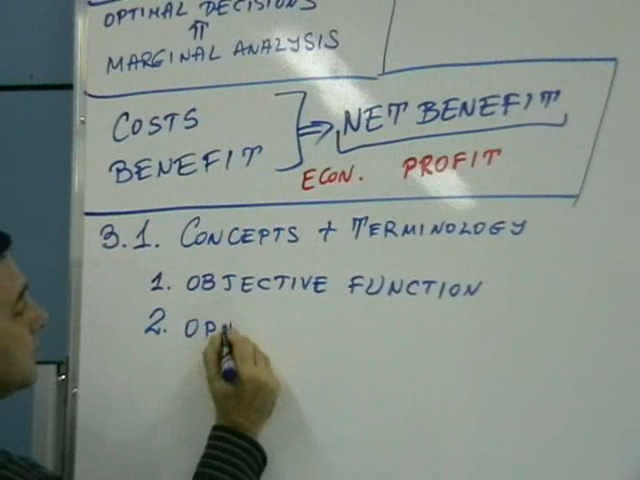 OPTIMAL DECISIONS
⇑
MARGINAL ANALYSIS
COSTS
BENEFIT
⇒ NET BENEFIT
ECON. PROFIT
3.1. CONCEPTS + TERMINOLOGY
1. OBJECTIVE FUNCTION
2. OP